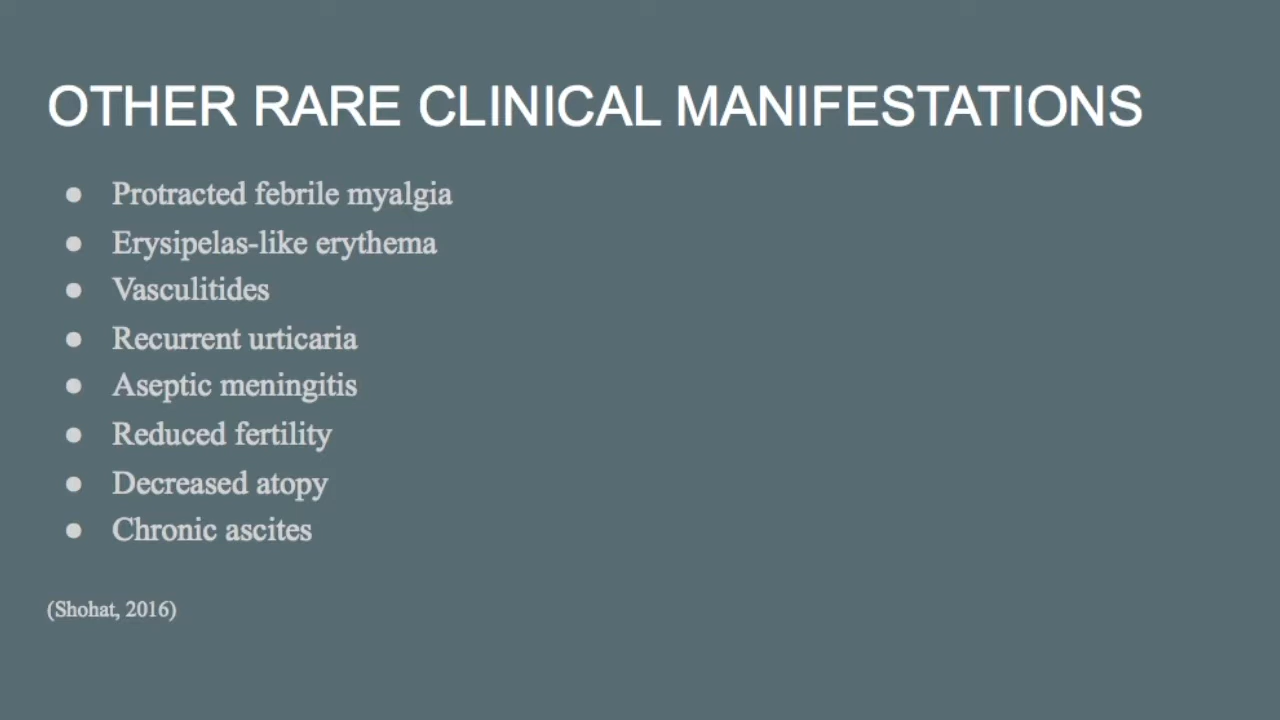 OTHER RARE CLINICAL MANIFESTATIONS
● Protracted febrile myalgia
● Erysipelas-like erythema
● Vasculitides
● Recurrent urticaria
● Aseptic meningitis
● Reduced fertility
● Decreased atopy
● Chronic ascites
(Shohat, 2016)